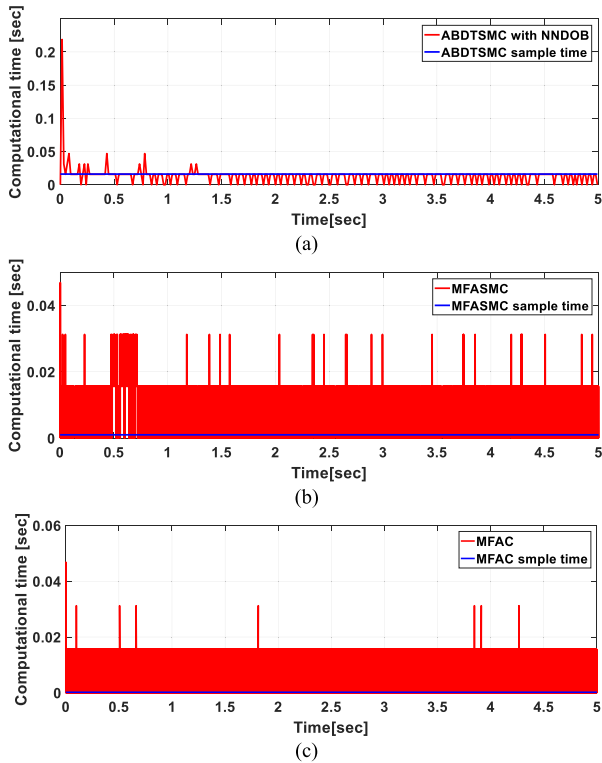 Computational time [sec]
0.2
0.15
0.1
0.05
0
ABDTSMC with NNDOB
ABDTSMC sample time
0 0.5 1 1.5 2 2.5 3 3.5 4 4.5 5
Time[sec]
(a)
Computational time [sec]
0.04
0.02
0
MFASMC
MFASMC sample time
0 0.5 1 1.5 2 2.5 3 3.5 4 4.5 5
Time[sec]
(b)
Computational time [sec]
0.06
0.04
0.02
0
MFAC
MFAC smple time
0 0.5 1 1.5 2 2.5 3 3.5 4 4.5 5
Time[sec]
(c)